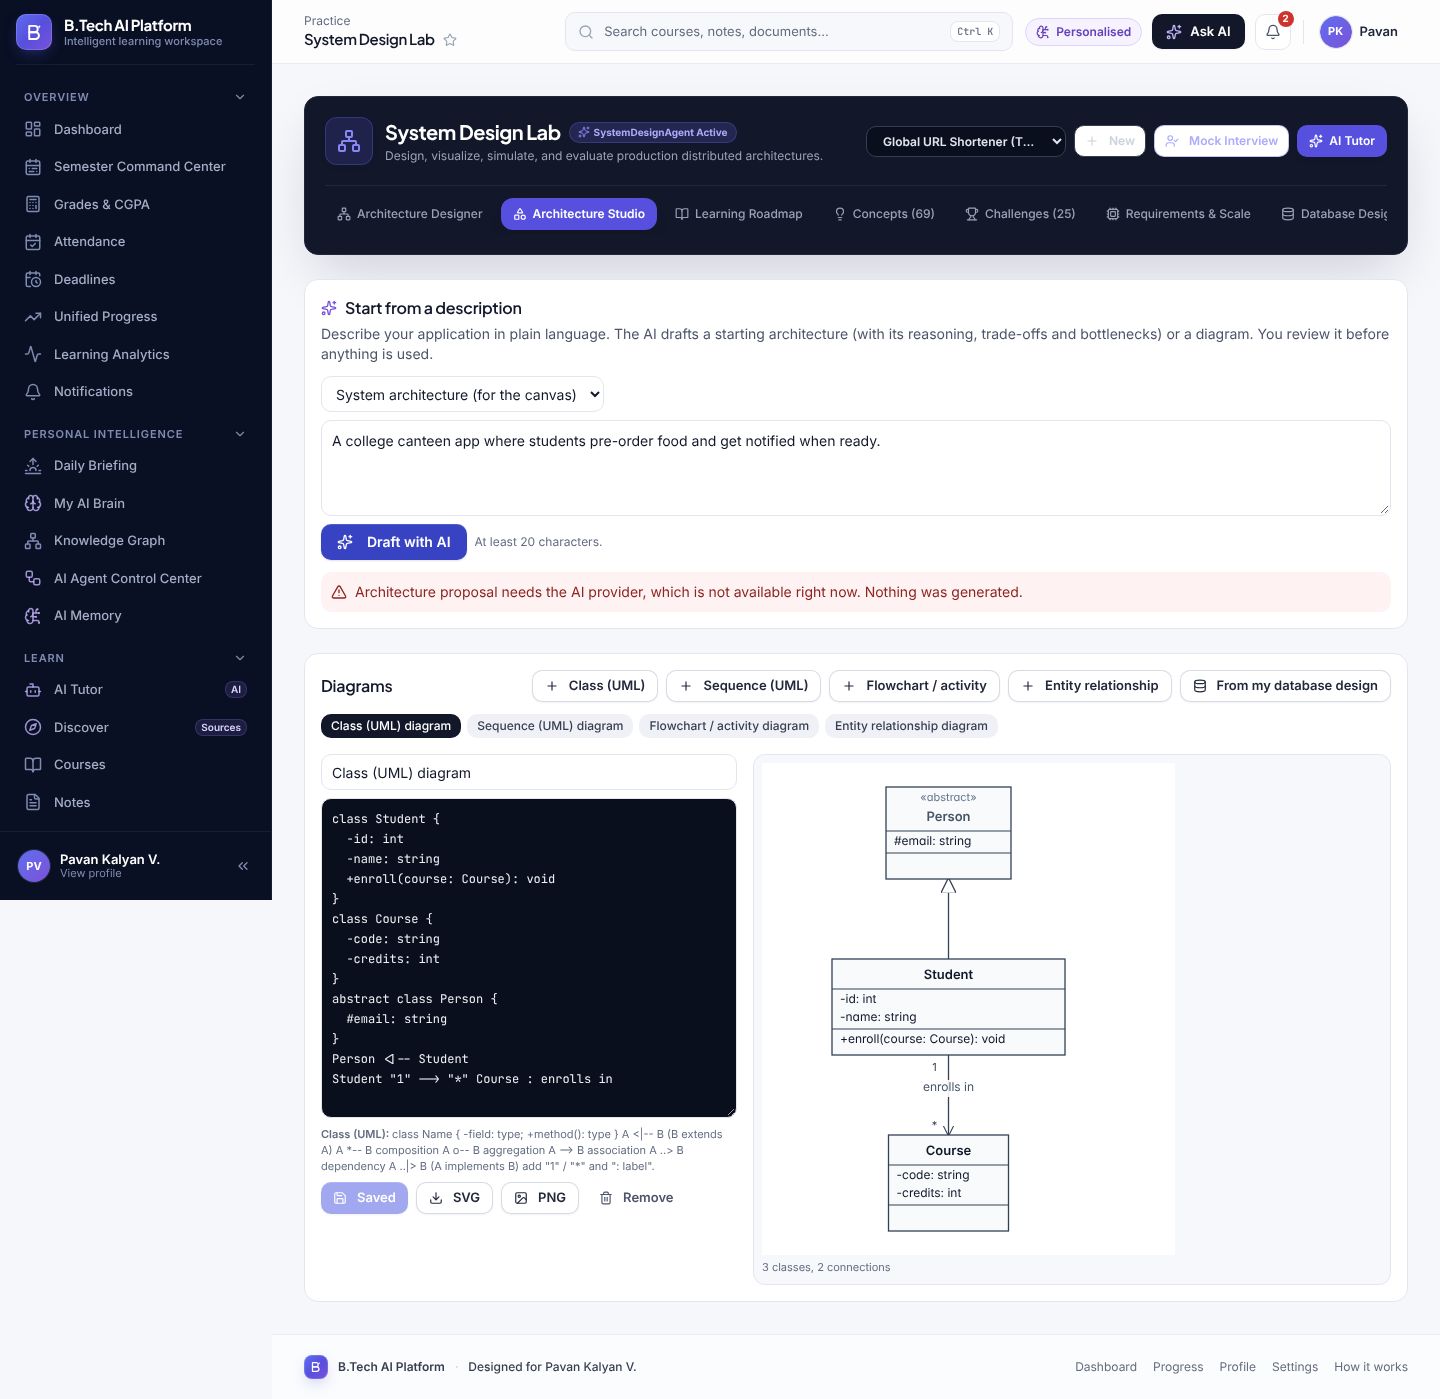 B.Tech AI Platform
Intelligent learning workspace
OVERVIEW
Dashboard
Semester Command Center
Grades & CGPA
Attendance
Deadlines
Unified Progress
Learning Analytics
Notifications
PERSONAL INTELLIGENCE
Daily Briefing
My AI Brain
Knowledge Graph
AI Agent Control Center
AI Memory
LEARN
AI Tutor AI
Discover Sources
Courses
Notes
PV Pavan Kalyan V.
View profile
Practice
System Design Lab
Search courses, notes, documents... Ctrl K
Personalised
Ask AI
2
PK Pavan
System Design Lab SystemDesignAgent Active
Design, visualize, simulate, and evaluate production distributed architectures.
Global URL Shortener (T... New Mock Interview AI Tutor
Architecture Designer Architecture Studio Learning Roadmap Concepts (69) Challenges (25) Requirements & Scale Database Desig
Start from a description
Describe your application in plain language. The AI drafts a starting architecture (with its reasoning, trade-offs and bottlenecks) or a diagram. You review it before
anything is used.
System architecture (for the canvas)
A college canteen app where students pre-order food and get notified when ready.
Draft with AI At least 20 characters.
Architecture proposal needs the AI provider, which is not available right now. Nothing was generated.
Diagrams Class (UML) Sequence (UML) Flowchart / activity Entity relationship From my database design
Class (UML) diagram Sequence (UML) diagram Flowchart / activity diagram Entity relationship diagram
Class (UML) diagram
class Student {
-id: int
-name: string
+enroll(course: Course): void
}
class Course {
-code: string
-credits: int
}
abstract class Person {
#email: string
}
Person <|-- Student
Student "1" --> "*" Course : enrolls in
Class (UML): class Name { -field: type; +method(): type } A <|-- B (B extends
A) A *-- B composition A o-- B aggregation A --> B association A ..> B
dependency A ..|> B (A implements B) add "1" / "*" and ": label".
Saved SVG PNG Remove
«abstract»
Person
#email: string
Student
-id: int
-name: string
+enroll(course: Course): void
1
enrolls in
*
Course
-code: string
-credits: int
3 classes, 2 connections
B.Tech AI Platform · Designed for Pavan Kalyan V.
Dashboard Progress Profile Settings How it works